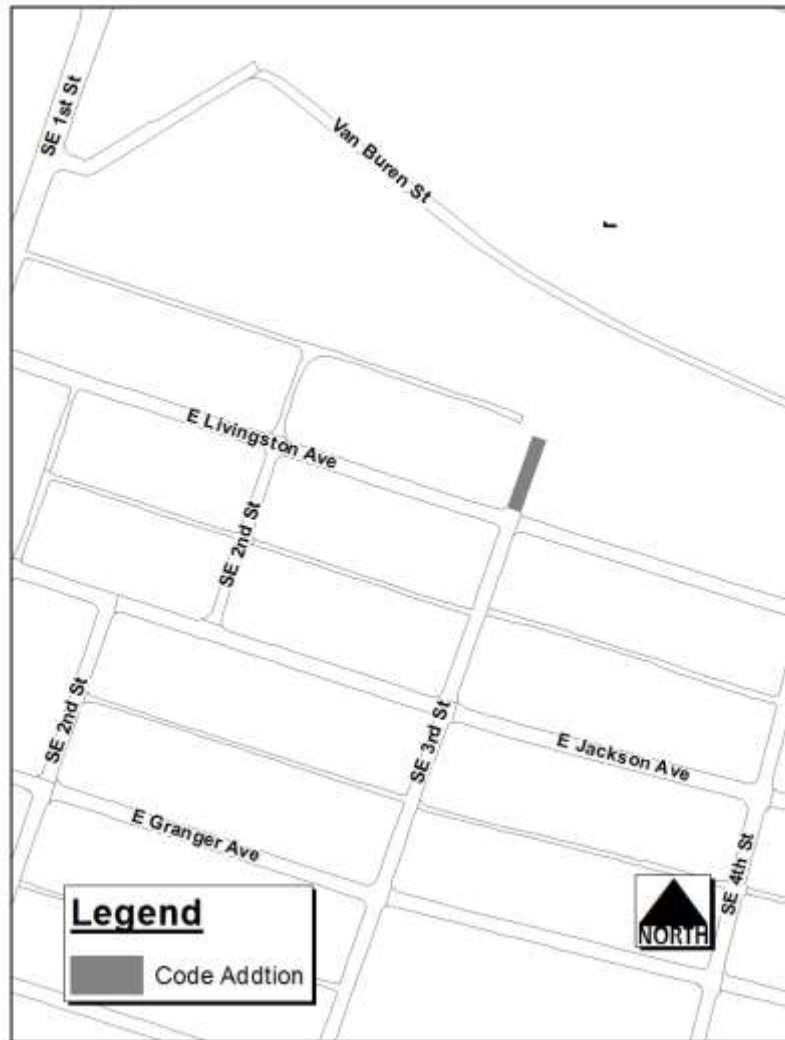 SE 1st St
Van Buren St
E Livingston Ave
SE 2nd St
SE 2nd St
SE 3rd St
E Jackson Ave
E Granger Ave
SE 4th St
Legend
Code Addtion
NORTH